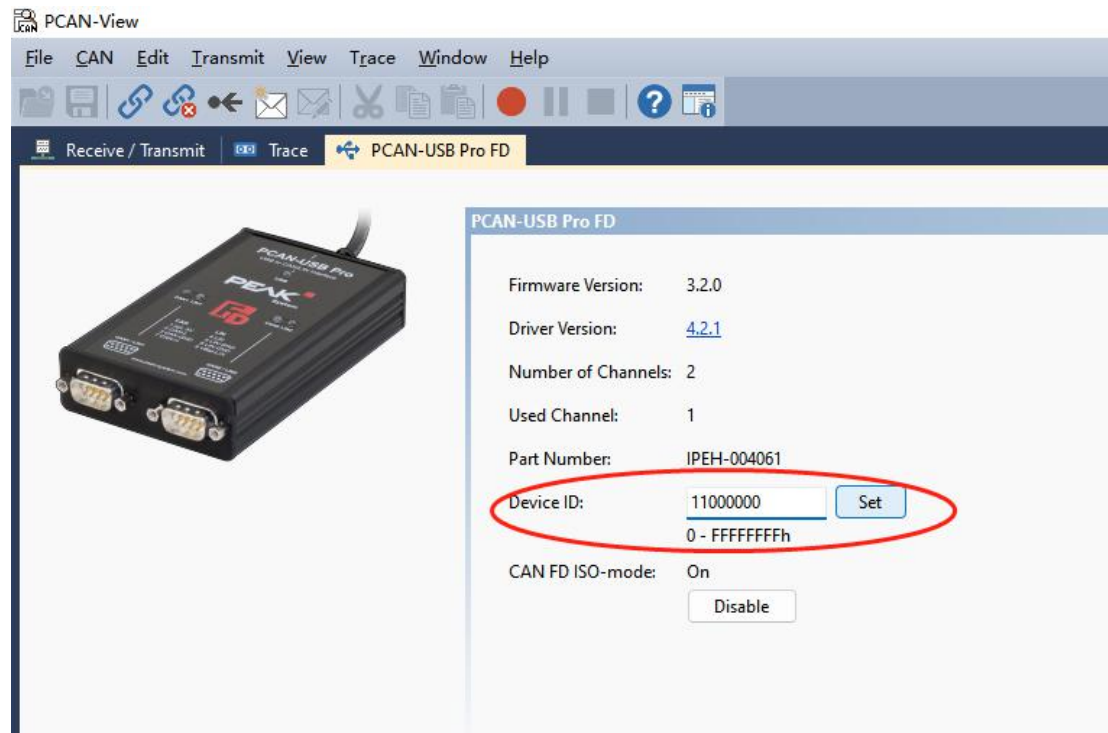 PCAN-View
File CAN Edit Transmit View Trace Window Help
Receive / Transmit Trace PCAN-USB Pro FD
PCAN-USB Pro FD
PCAN-USB Pro
PEAK
System
FD
Firmware Version: 3.2.0
Driver Version: 4.2.1
Number of Channels: 2
Used Channel: 1
Part Number: IPEH-004061
Device ID: 11000000 Set
0 - FFFFFFFFh
CAN FD ISO-mode: On
Disable